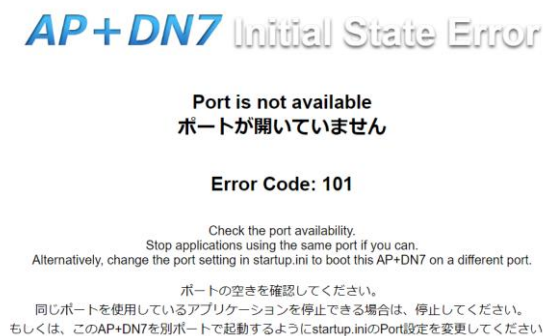 AP+DN7 Initial State Error
Port is not available
ポートが開いていません
Error Code: 101
Check the port availability.
Stop applications using the same port if you can.
Alternatively, change the port setting in startup.ini to boot this AP+DN7 on a different port.
ポートの空きを確認してください。
同じポートを使用しているアプリケーションを停止できる場合は、停止してください。
もしくは、このAP+DN7を別ポートで起動するようにstartup.iniのPort設定を変更してください